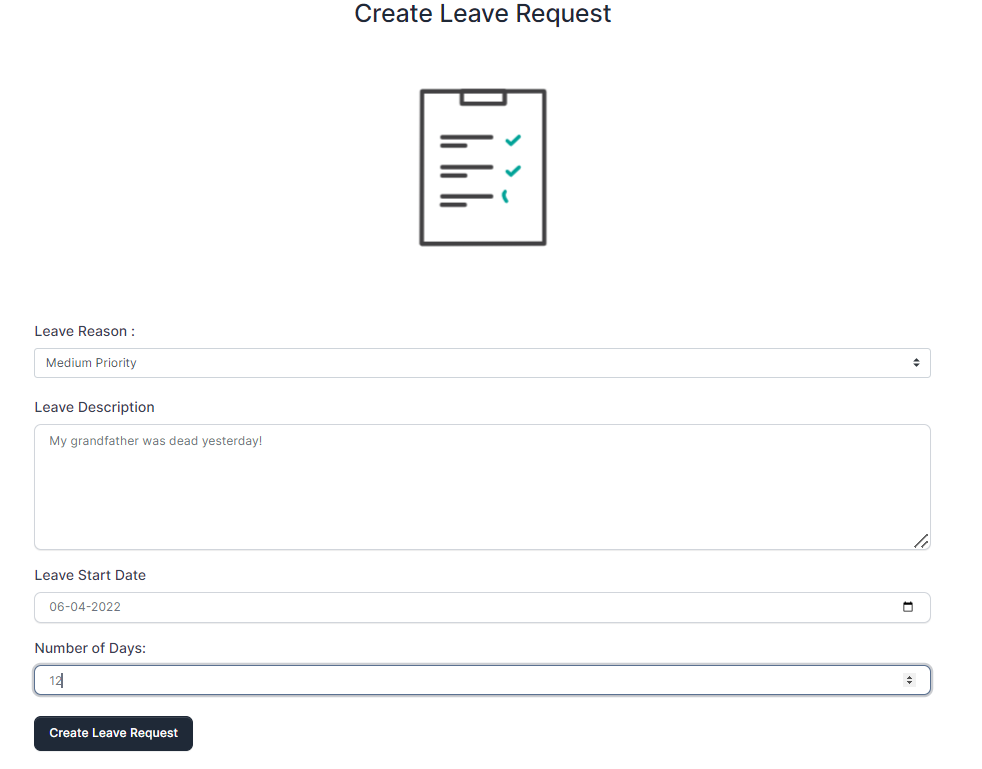 Create Leave Request
Leave Reason :
Medium Priority
Leave Description
My grandfather was dead yesterday!
Leave Start Date
06-04-2022
Number of Days:
12
Create Leave Request